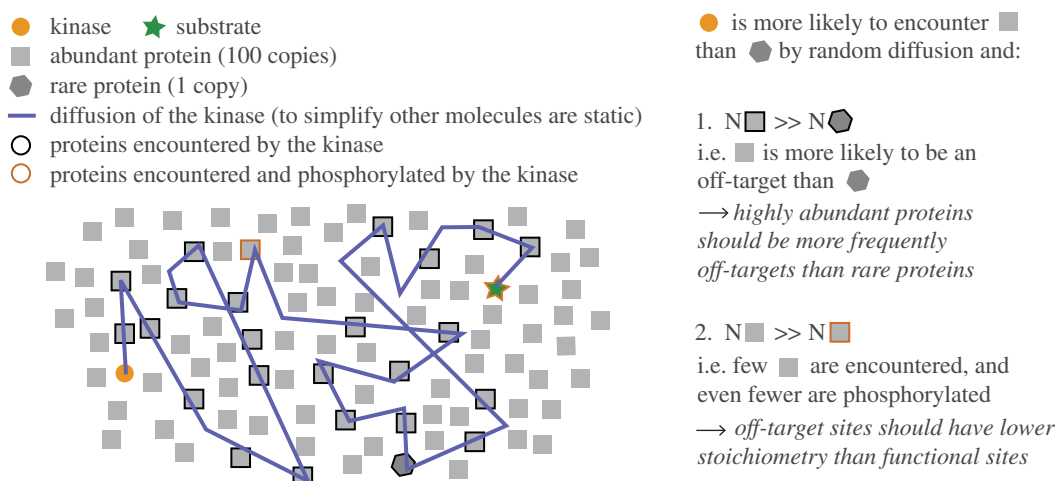 kinase substrate
abundant protein (100 copies)
rare protein (1 copy)
diffusion of the kinase (to simplify other molecules are static)
proteins encountered by the kinase
proteins encountered and phosphorylated by the kinase
is more likely to encounter
than by random diffusion and:
1. N >> N
i.e. is more likely to be an
off-target than
→ highly abundant proteins
should be more frequently
off-targets than rare proteins
2. N >> N
i.e. few are encountered, and
even fewer are phosphorylated
→ off-target sites should have lower
stoichiometry than functional sites